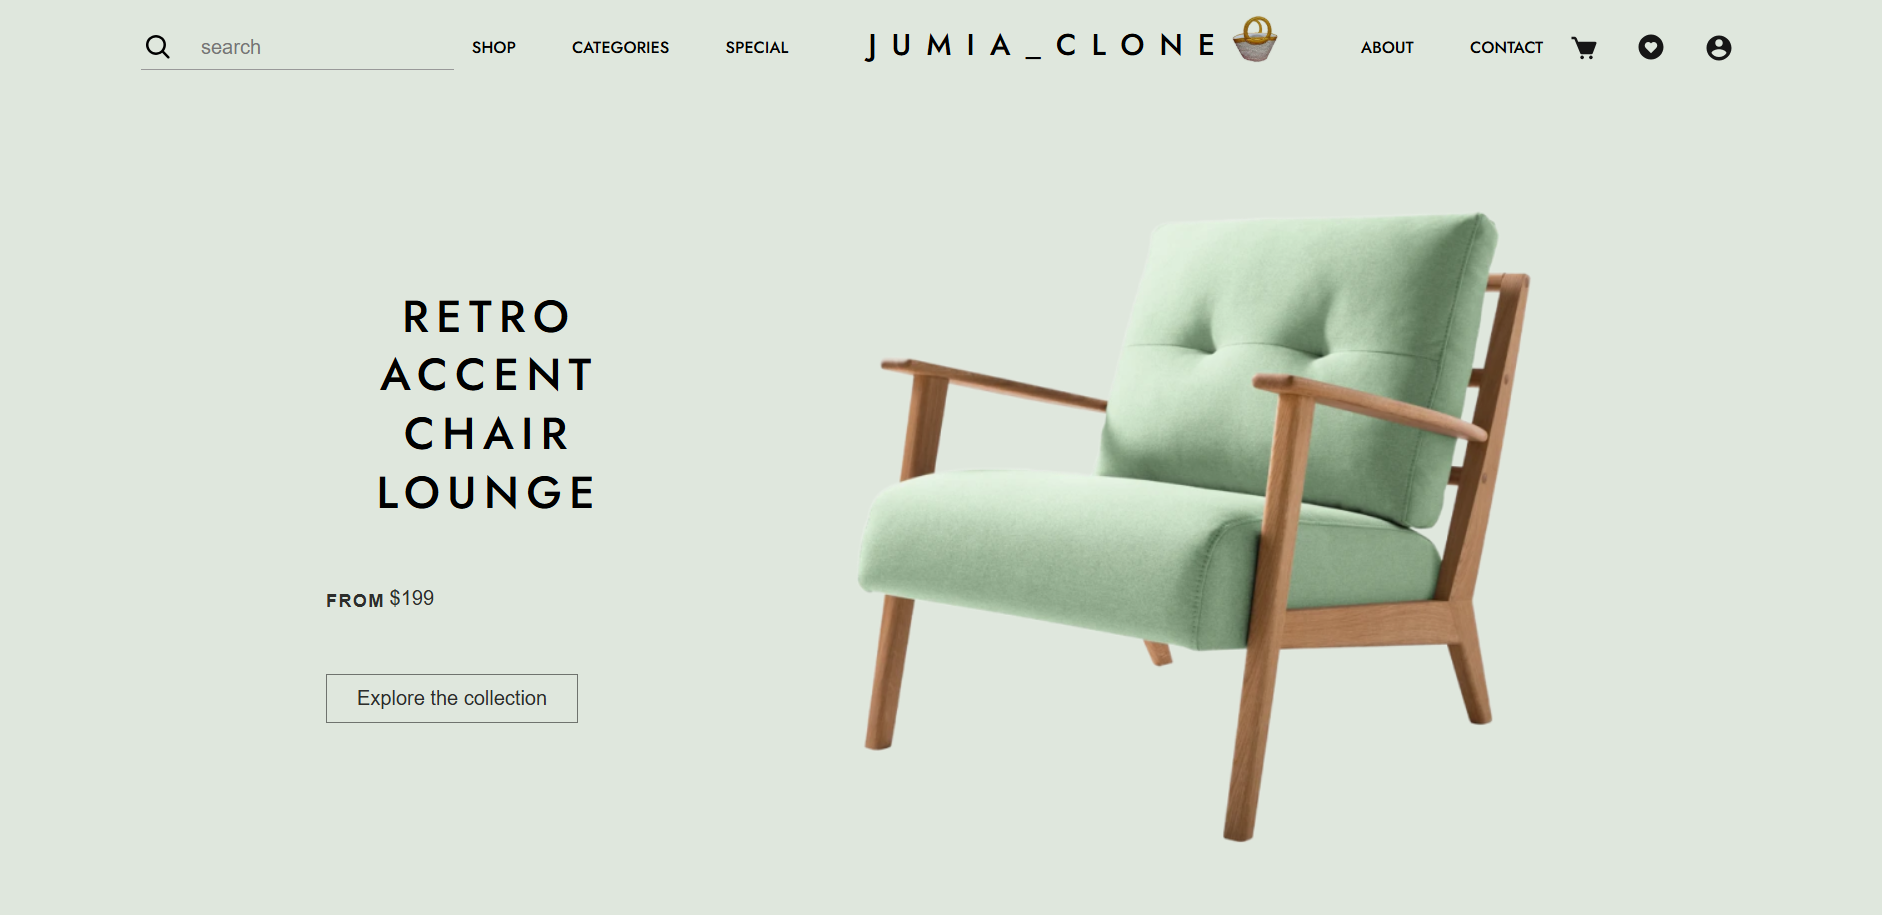 search SHOP CATEGORIES SPECIAL JUMIA_CLONE ABOUT CONTACT
RETRO
ACCENT
CHAIR
LOUNGE
FROM $199
Explore the collection